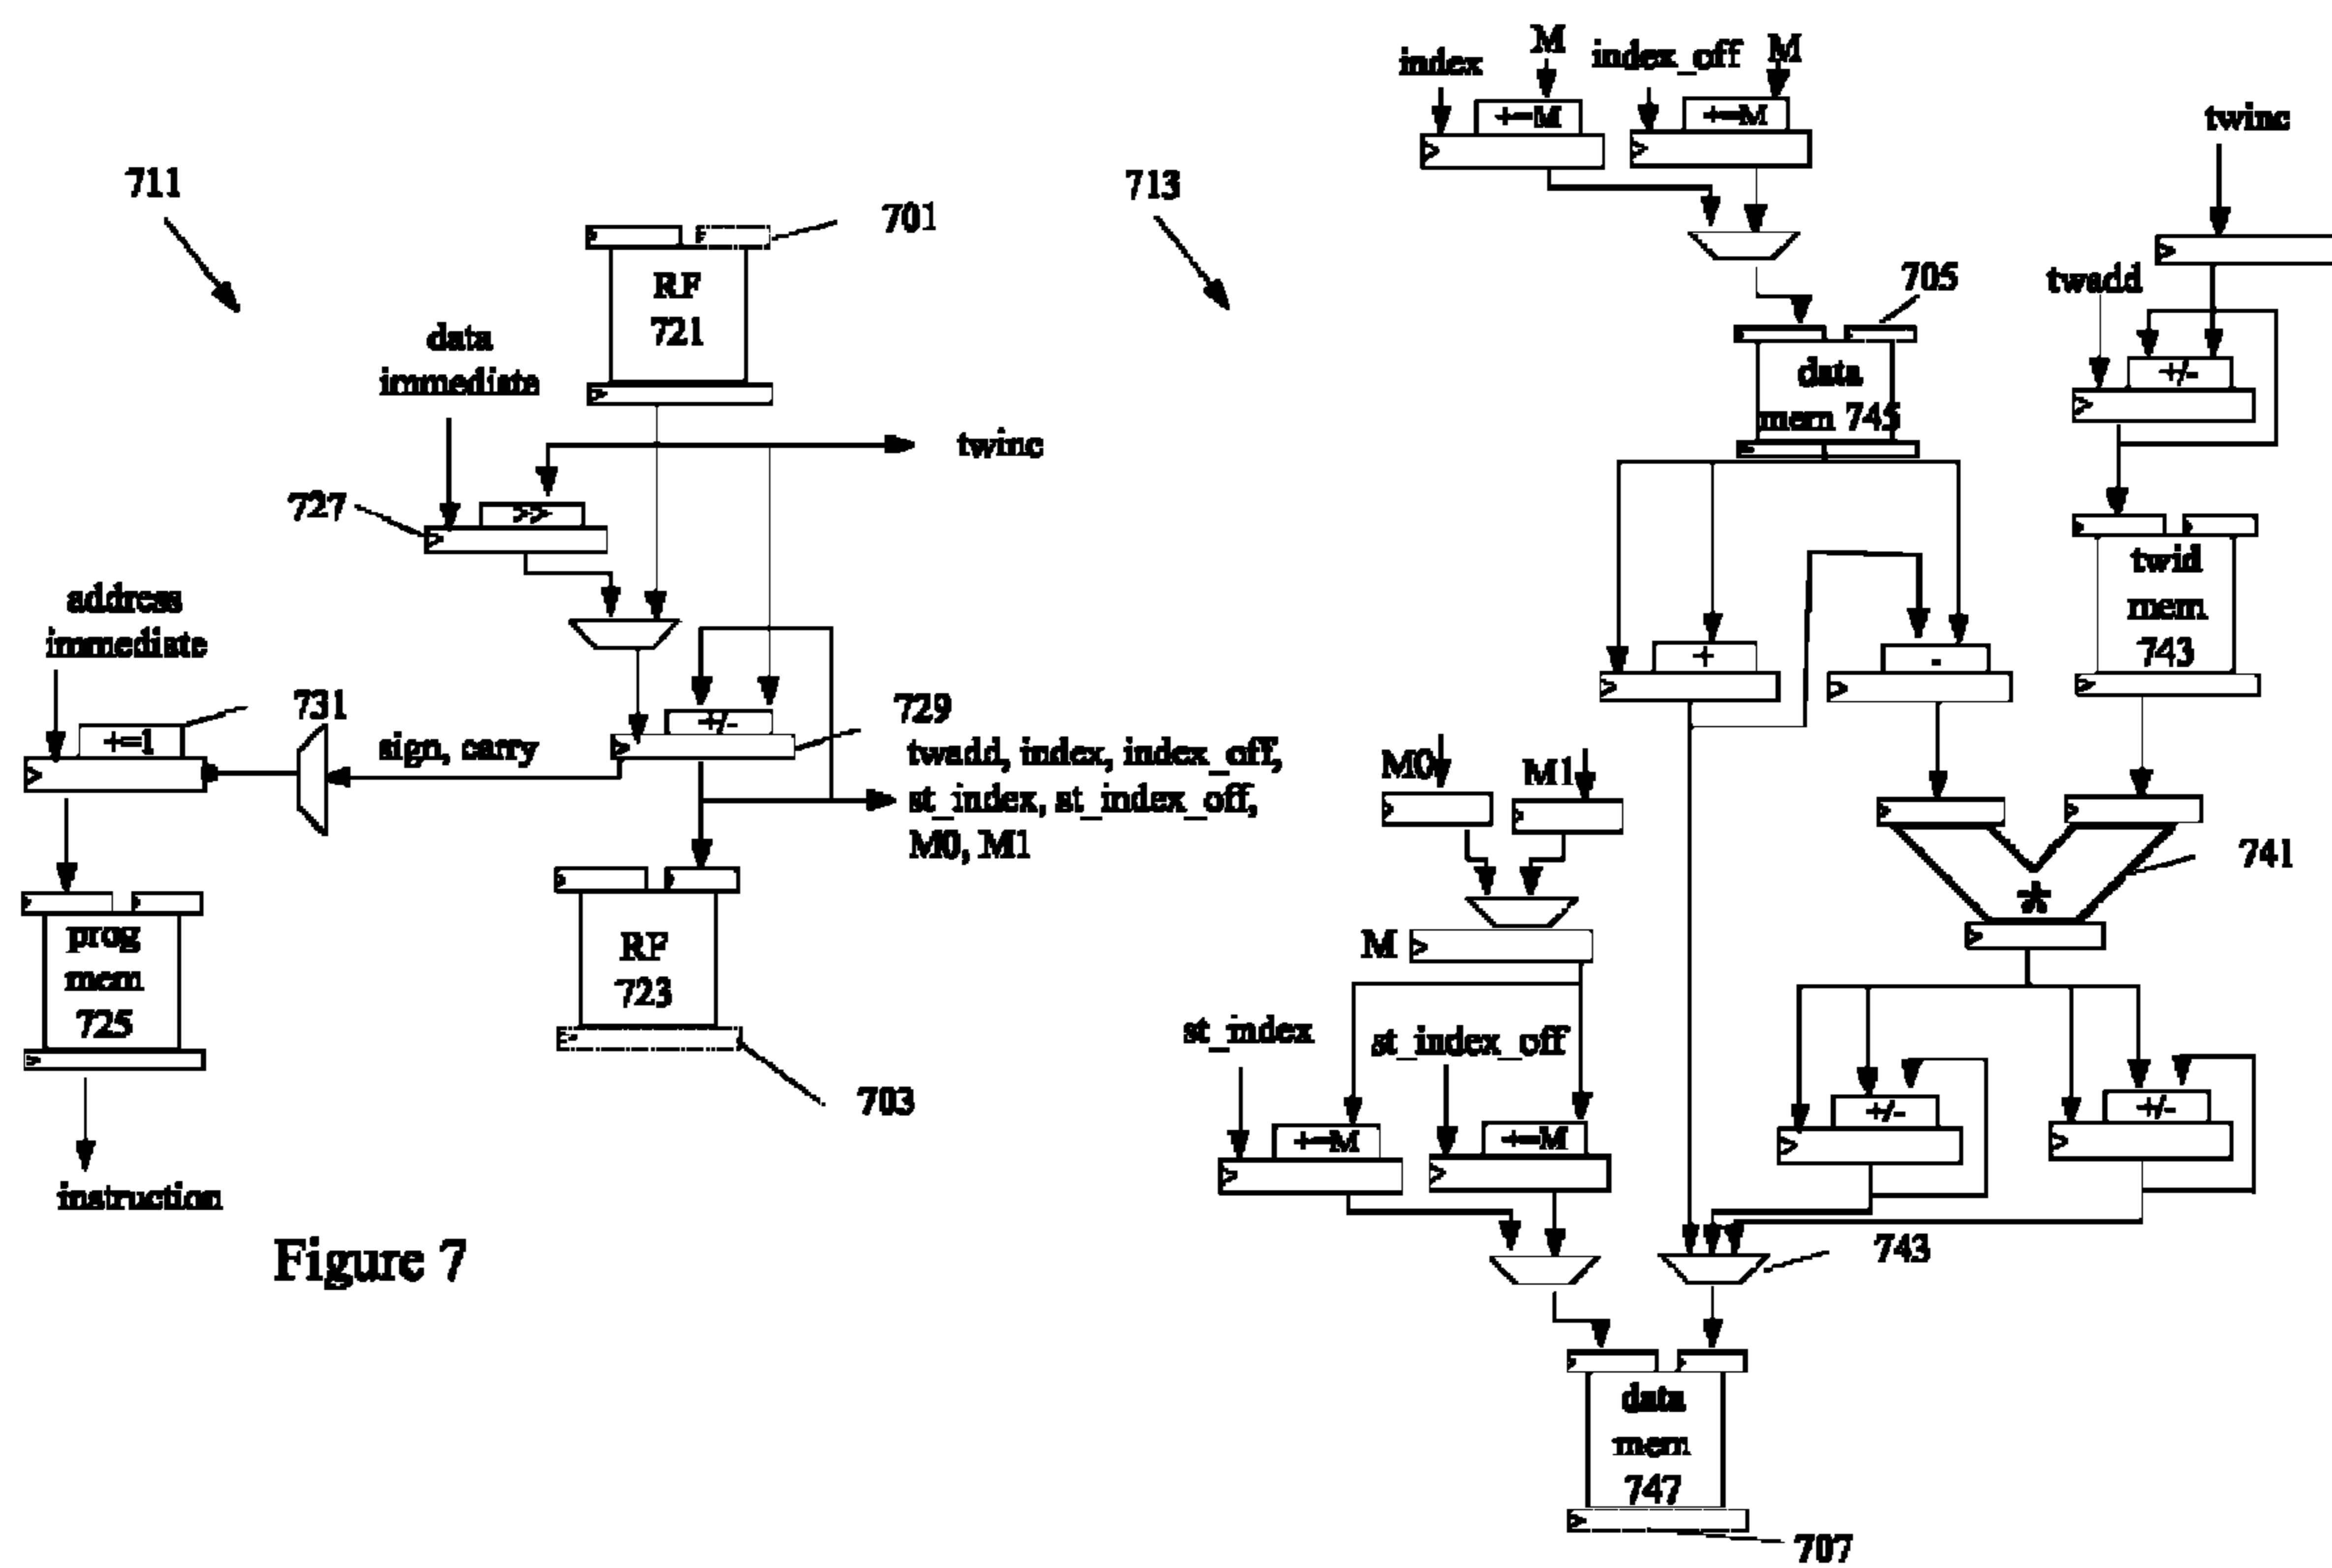 711
701
RF
721
data
immediate
twinc
727
>>
address
immediate
731
+=1
sign, carry
+/-
729
twadd, index, index_off,
st_index, st_index_off,
M0, M1
prog
mem
725
RF
723
703
instruction
Figure 7
713
index
M
index_off
M
+=M
+=M
twinc
705
twadd
data
mem 745
+/-
twid
mem
743
+
-
M0
M1
741
*
M
st_index
st_index_off
+=M
+=M
+/-
+/-
743
data
mem
747
707